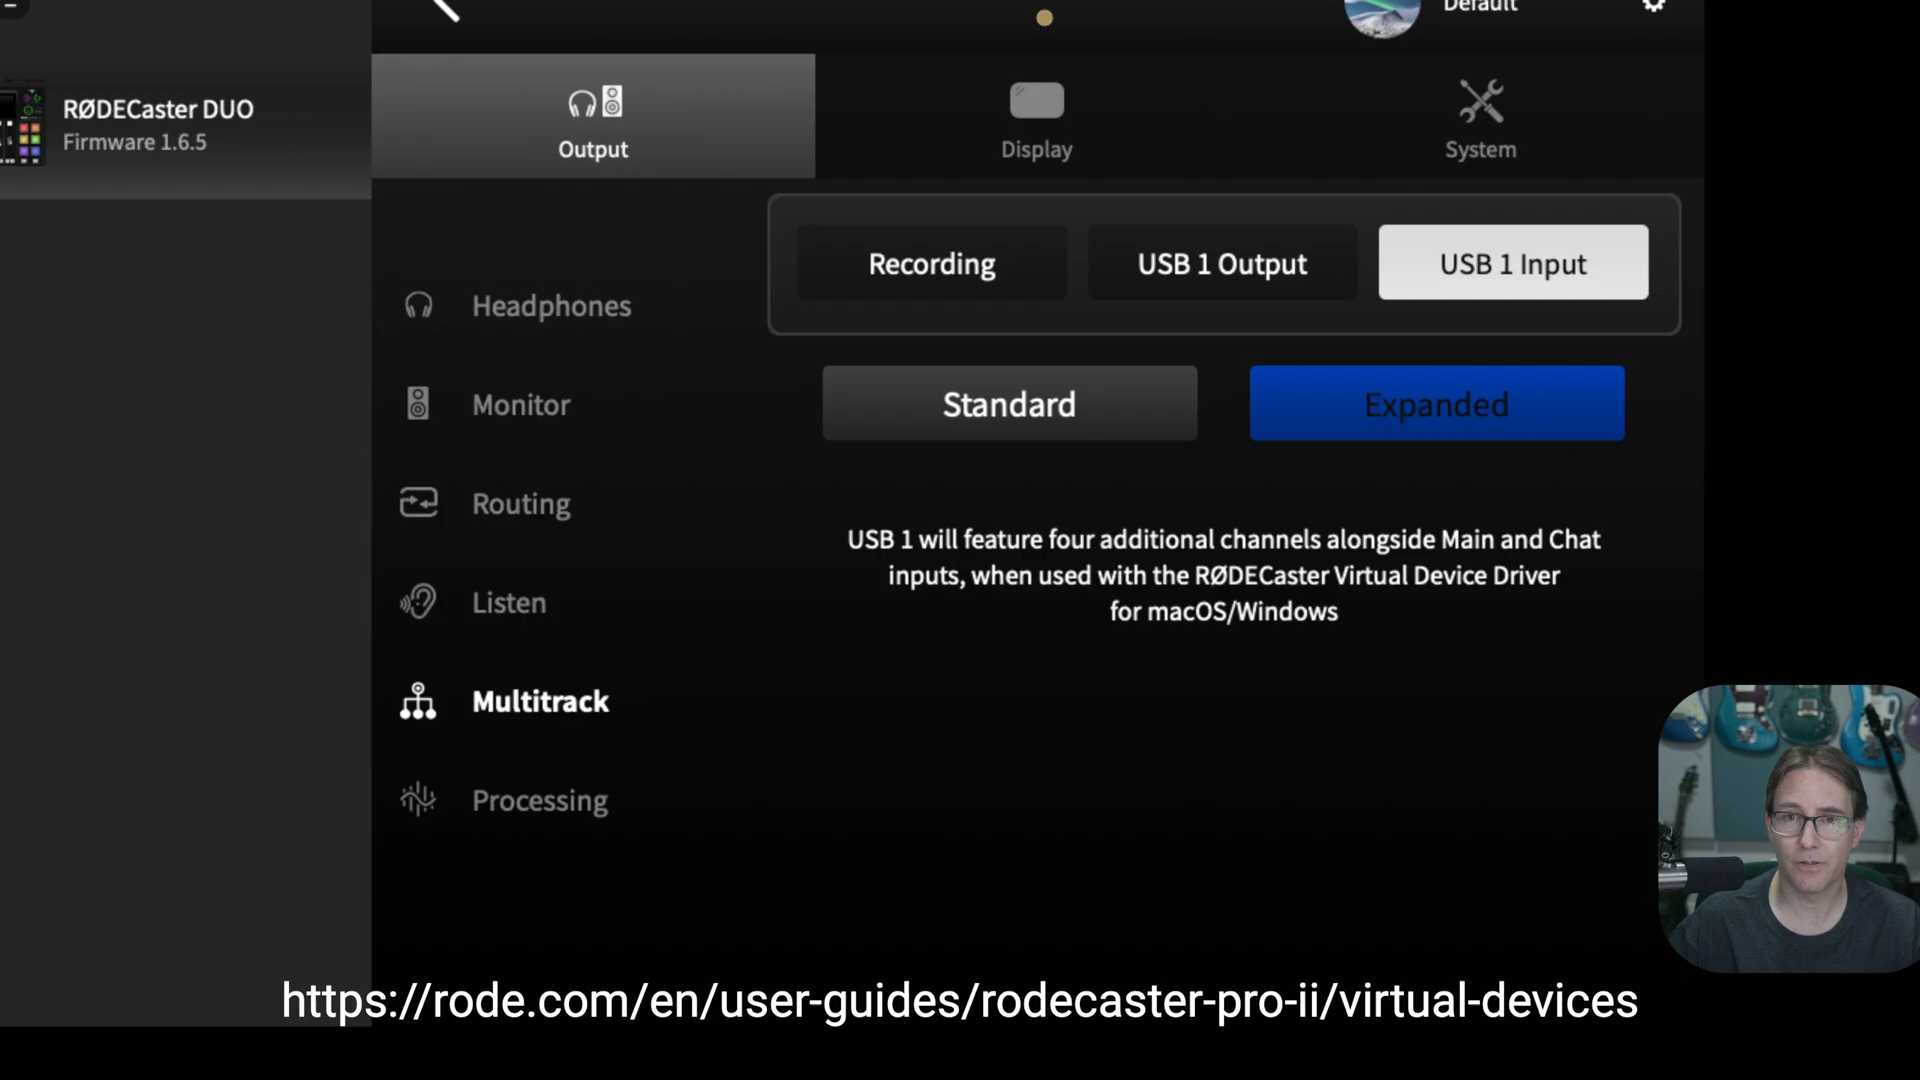 Default
RØDECaster DUO
Firmware 1.6.5
Output
Display
System
Recording
USB 1 Output
USB 1 Input
Headphones
Monitor
Routing
Listen
Multitrack
Processing
Standard
Expanded
USB 1 will feature four additional channels alongside Main and Chat
inputs, when used with the RØDECaster Virtual Device Driver
for macOS/Windows
https://rode.com/en/user-guides/rodecaster-pro-ii/virtual-devices